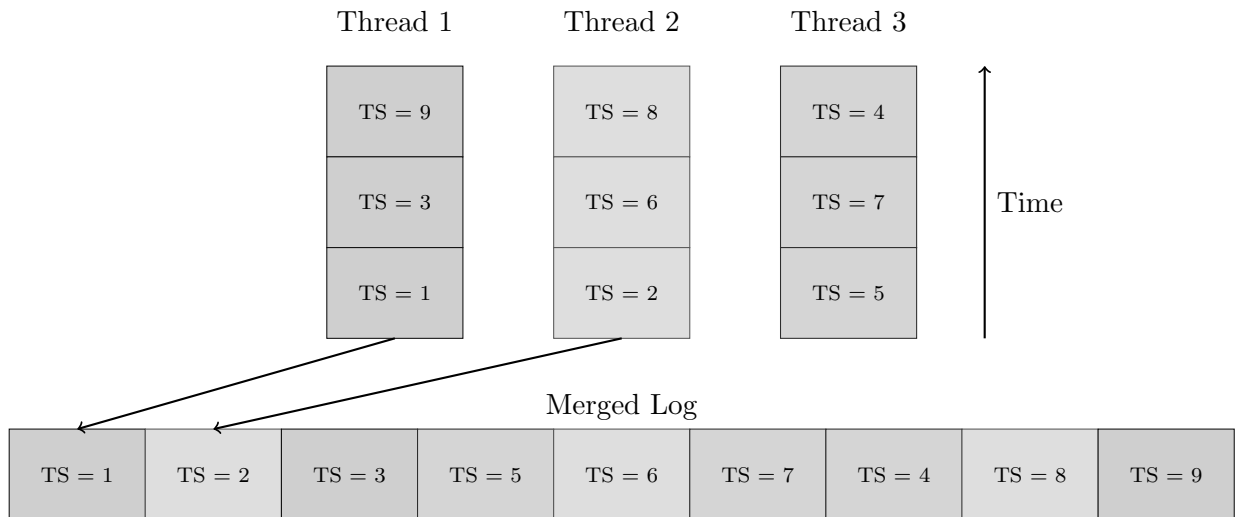 Thread 1
Thread 2
Thread 3
TS = 9
TS = 8
TS = 4
TS = 3
TS = 6
TS = 7
Time
TS = 1
TS = 2
TS = 5
Merged Log
TS = 1
TS = 2
TS = 3
TS = 5
TS = 6
TS = 7
TS = 4
TS = 8
TS = 9